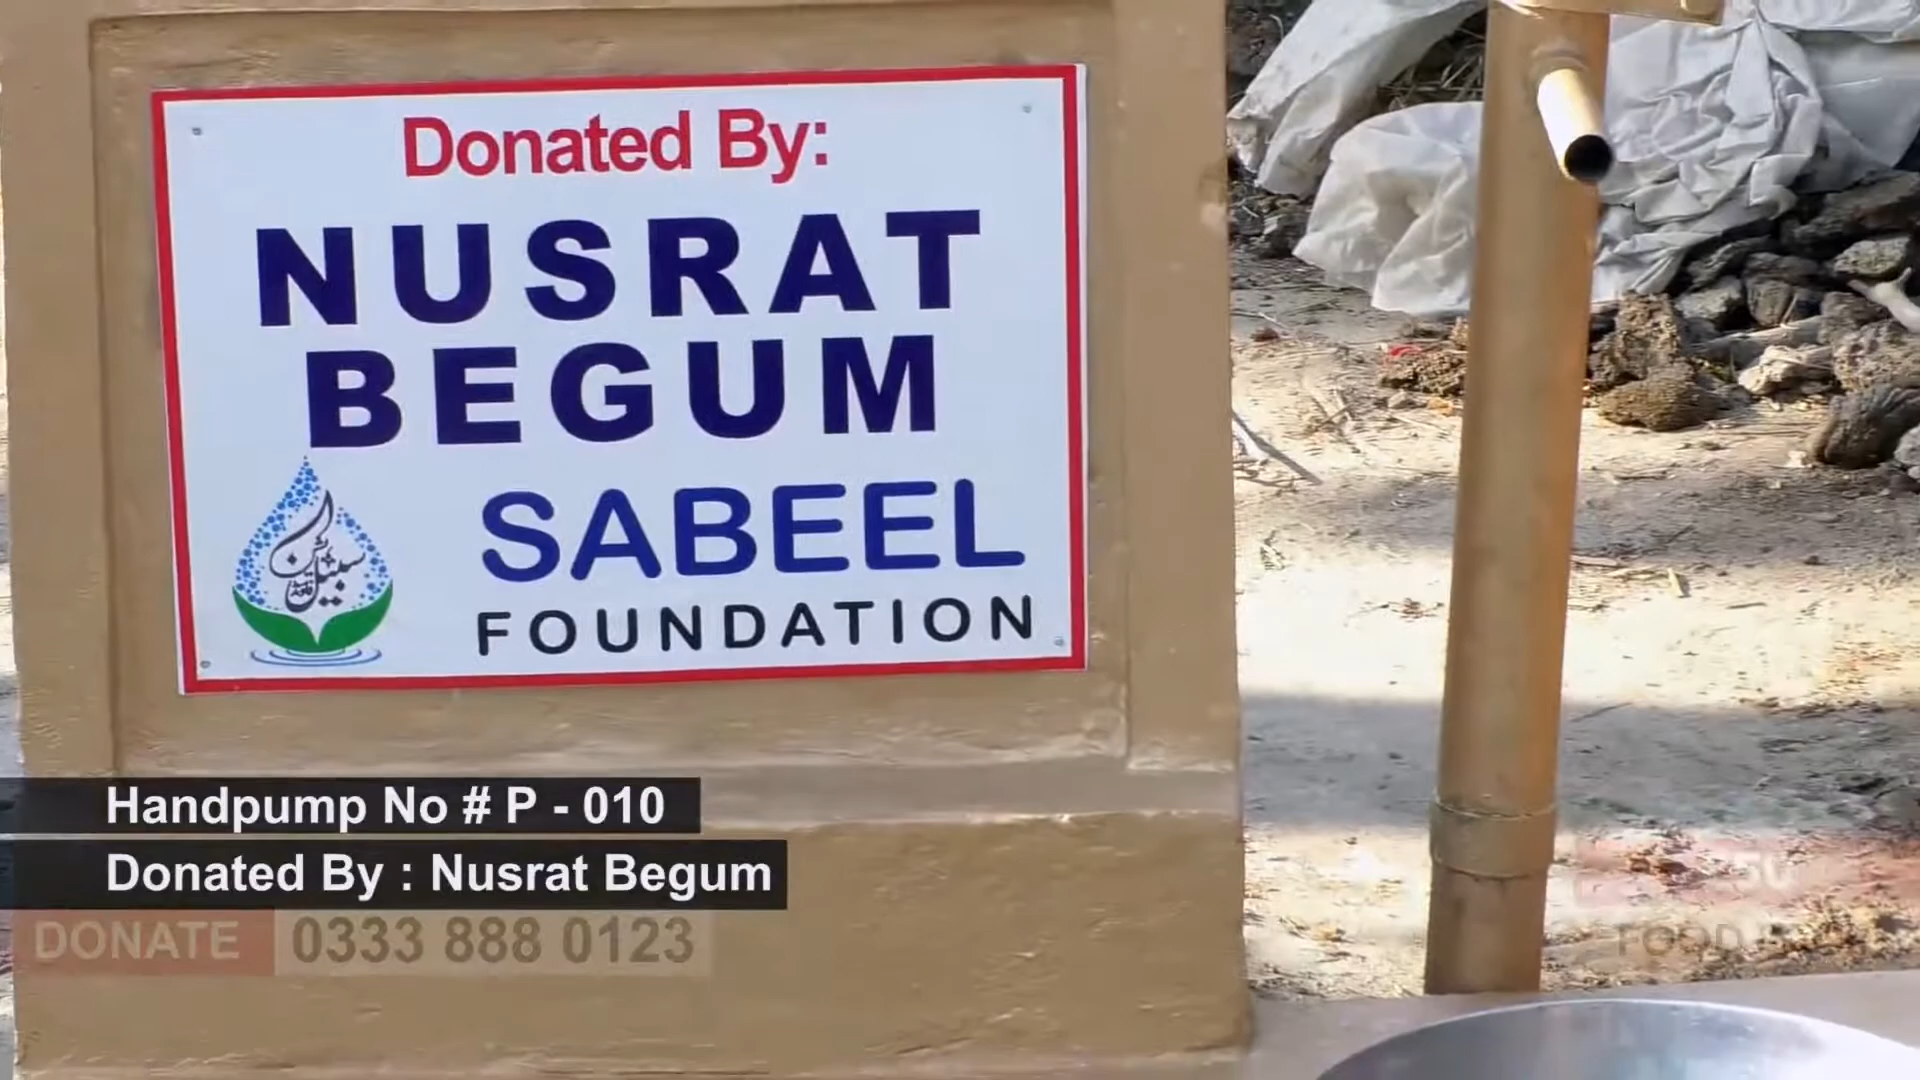 Donated By:
NUSRAT
BEGUM
SABEEL
FOUNDATION
Handpump No # P - 010
Donated By : Nusrat Begum
DONATE 0333 888 0123